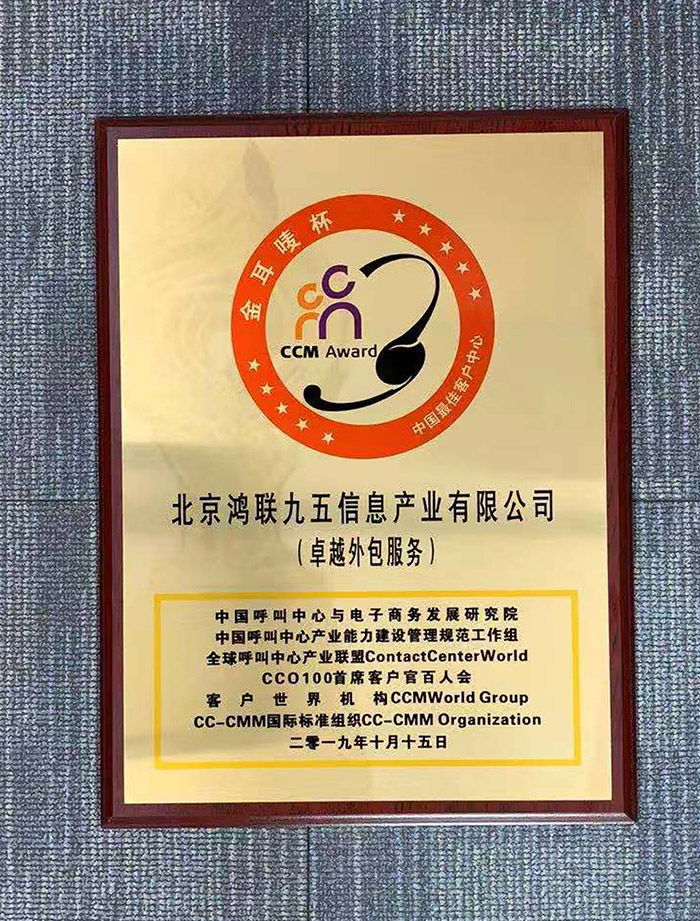 金耳唛杯
CCM Award
中国最佳客户中心
北京鸿联九五信息产业有限公司
（卓越外包服务）
中国呼叫中心与电子商务发展研究院
中国呼叫中心产业能力建设管理规范工作组
全球呼叫中心产业联盟ContactCenterWorld
CCO100首席客户官百人会
客户世界机构CCMWorld Group
CC-CMM国际标准组织CC-CMM Organization
二零一九年十月十五日